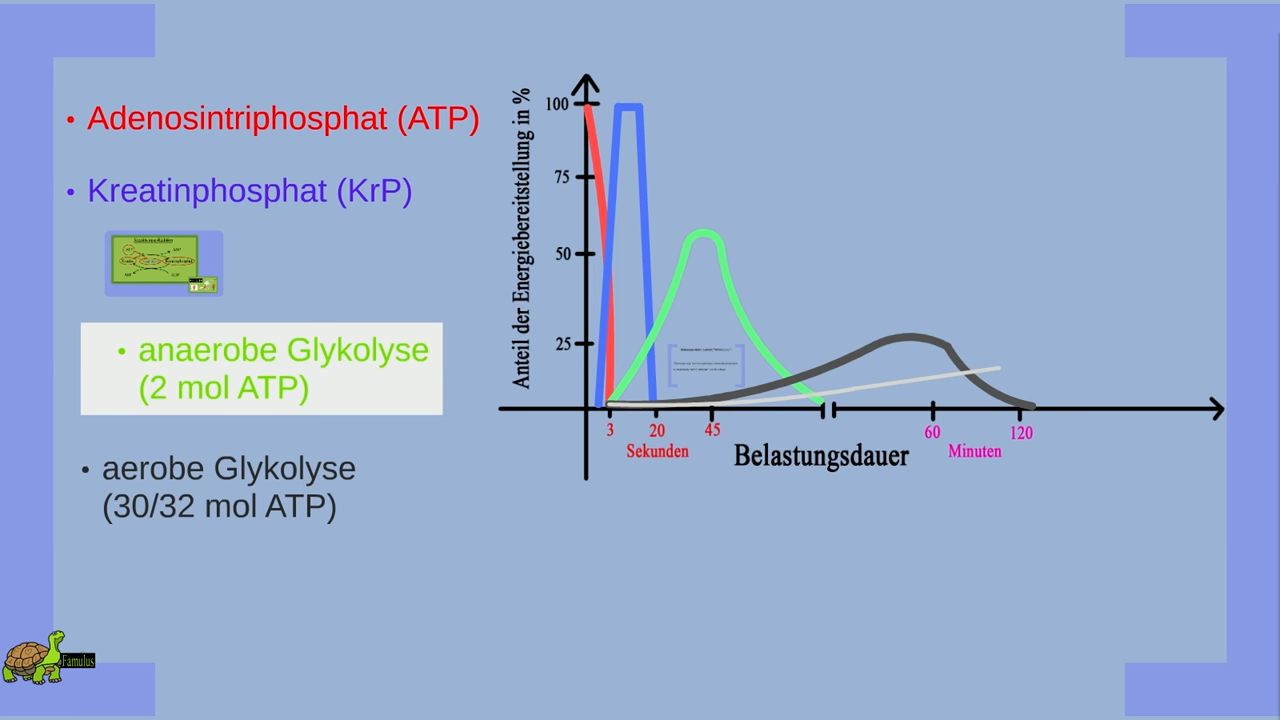 • Adenosintriphosphat (ATP)
• Kreatinphosphat (KrP)
• anaerobe Glykolyse
(2 mol ATP)
• aerobe Glykolyse
(30/32 mol ATP)
Anteil der Energiebereitstellung in %
100
75
50
25
3
20
45
60
120
Sekunden
Minuten
Belastungsdauer
Famulus